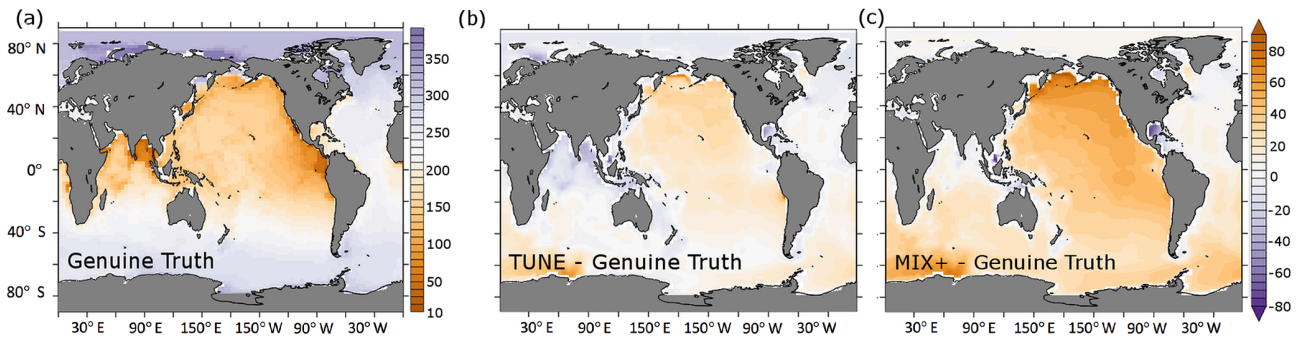 (a)
(b)
(c)
80° N
40° N
0°
40° S
80° S
350
300
250
200
150
100
50
10
80
60
40
20
0
-20
-40
-60
-80
Genuine Truth
TUNE - Genuine Truth
MIX+ - Genuine Truth
30° E 90° E 150° E 150° W 90° W 30° W
30° E 90° E 150° E 150° W 90° W 30° W
30° E 90° E 150° E 150° W 90° W 30° W